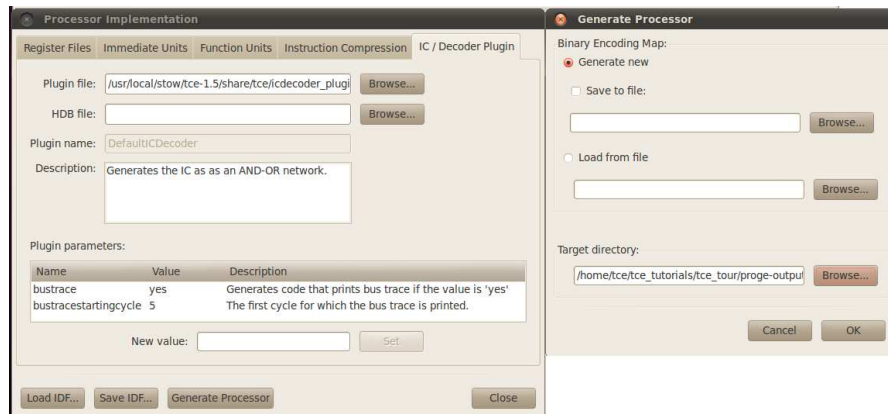 Processor Implementation
Register Files Immediate Units Function Units Instruction Compression IC / Decoder Plugin
Plugin file: /usr/local/stow/tce-1.5/share/tce/icdecoder_plugi Browse...
HDB file: Browse...
Plugin name: DefaultICDecoder
Description: Generates the IC as as an AND-OR network.
Plugin parameters:
Name Value Description
bustrace yes Generates code that prints bus trace if the value is 'yes'
bustracestartingcycle 5 The first cycle for which the bus trace is printed.
New value: Set
Load IDF... Save IDF... Generate Processor Close
Generate Processor
Binary Encoding Map:
Generate new
Save to file:
Browse...
Load from file
Browse...
Target directory:
/home/tce/tce_tutorials/tce_tour/proge-output Browse...
Cancel OK